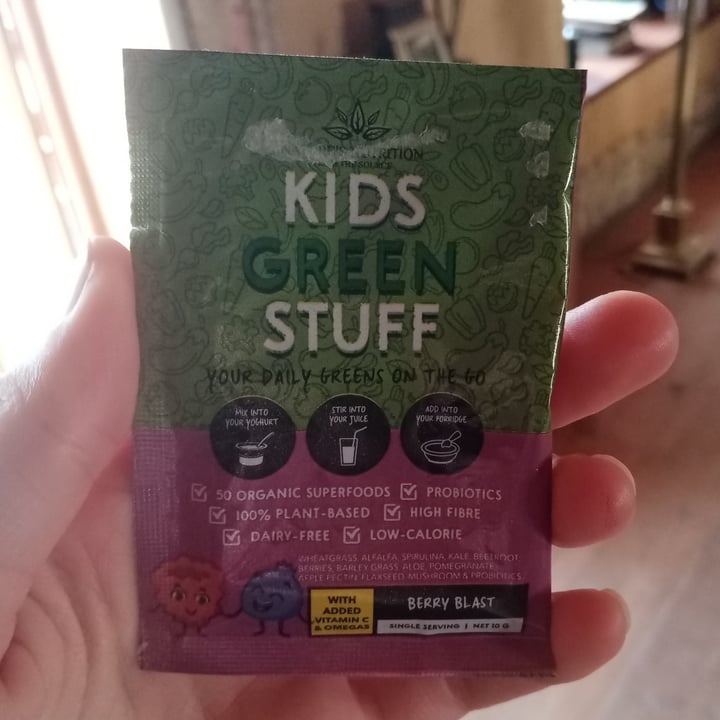 NUTRITION
THE SOURCE
KIDS
GREEN
STUFF
YOUR DAILY GREENS ON THE GO
MIX INTO
YOUR YOGHURT
STIR INTO
YOUR JUICE
ADD INTO
YOUR PORRIDGE
50 ORGANIC SUPERFOODS PROBIOTICS
100% PLANT-BASED HIGH FIBRE
DAIRY-FREE LOW-CALORIE
WHEATGRASS, ALFALFA, SPIRULINA, KALE, BEETROOT,
BERRIES, BARLEY GRASS, ALOE, POMEGRANATE,
APPLE PECTIN, FLAXSEED, MUSHROOM & PROBIOTICS
WITH
ADDED
VITAMIN C
& OMEGAS
BERRY BLAST
SINGLE SERVING | NET 10 G